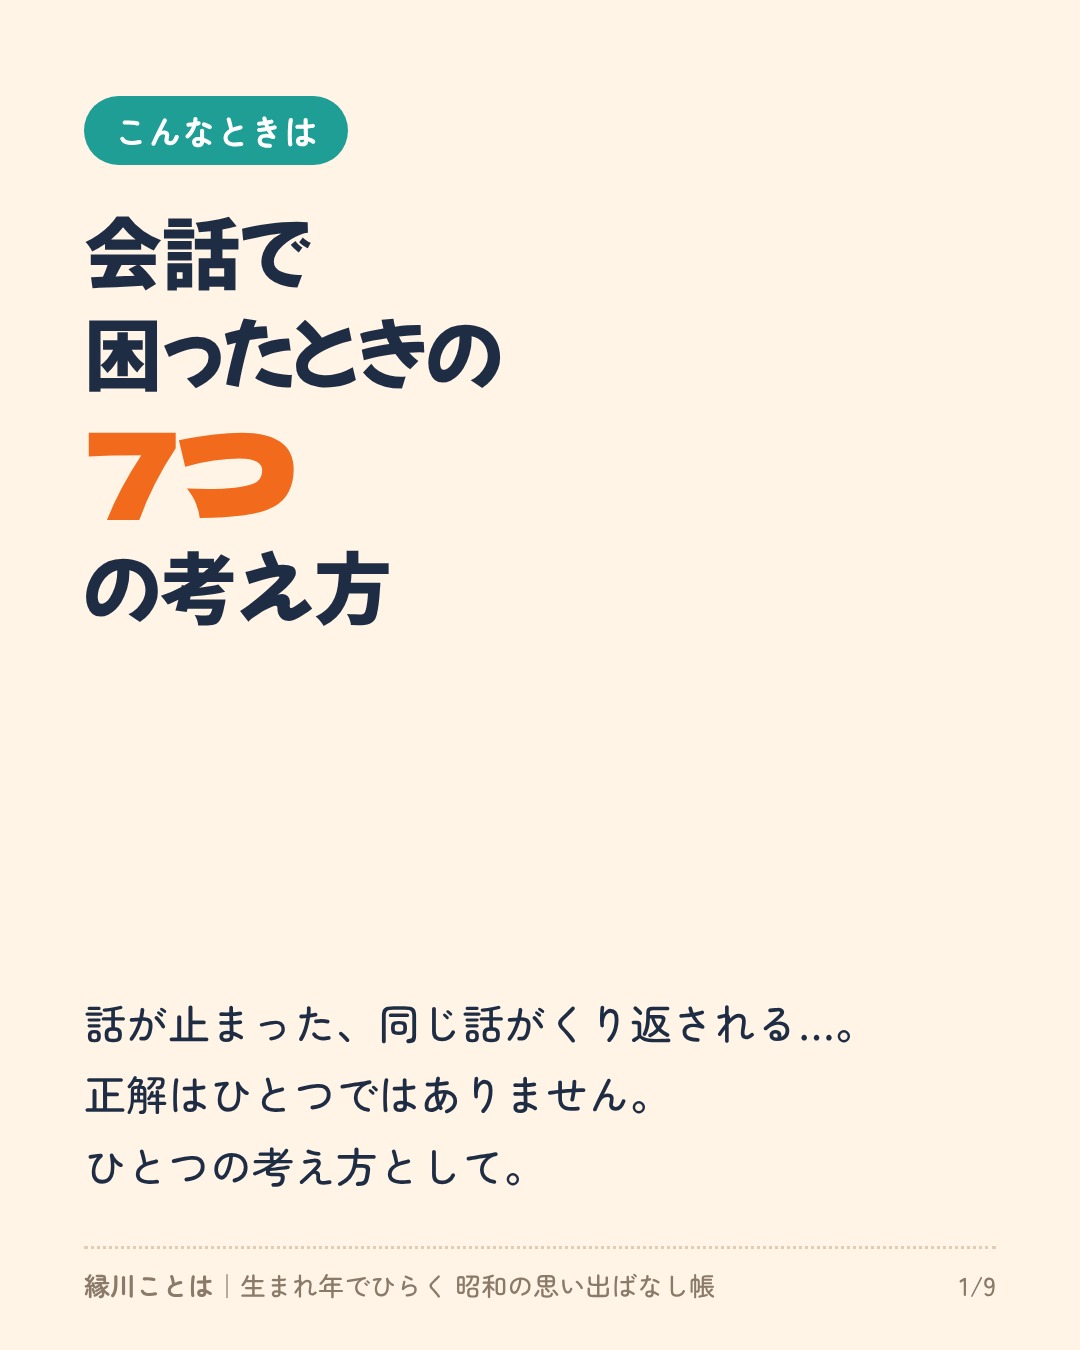 こんなときは
会話で
困ったときの
7つ
の考え方
話が止まった、同じ話がくり返される…。
正解はひとつではありません。
ひとつの考え方として。
縁川ことは｜生まれ年でひらく 昭和の思い出ばなし帳
1/9